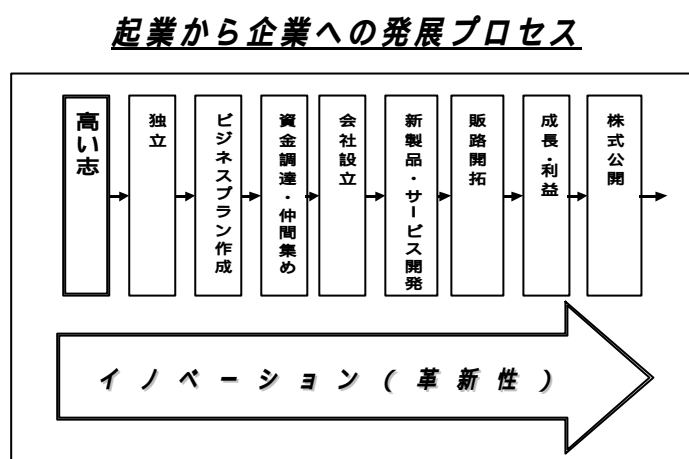 起業から企業への発展プロセス
高い志
独立
ビジネスプラン作成
資金調達・仲間集め
会社設立
新製品・サービス開発
販路開拓
成長・利益
株式公開
イノベーション(革新性)